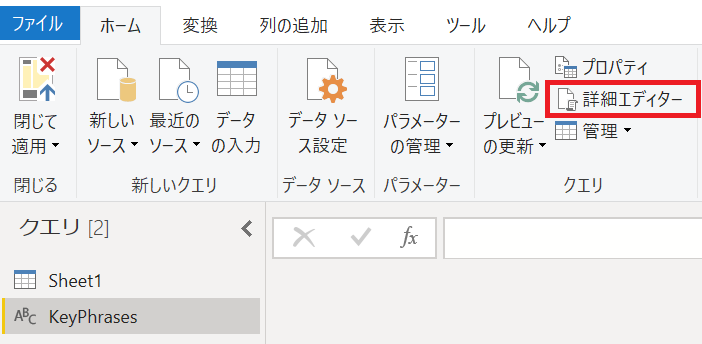 ファイル ホーム 変換 列の追加 表示 ツール ヘルプ
閉じて
適用
新しい
ソース
最近の
ソース
データ
の入力
データ ソー
ス設定
パラメーター
の管理
プレビュー
の更新
プロパティ
詳細エディター
管理
閉じる 新しいクエリ データ ソース パラメーター クエリ
クエリ [2]
fx
Sheet1
ABC KeyPhrases